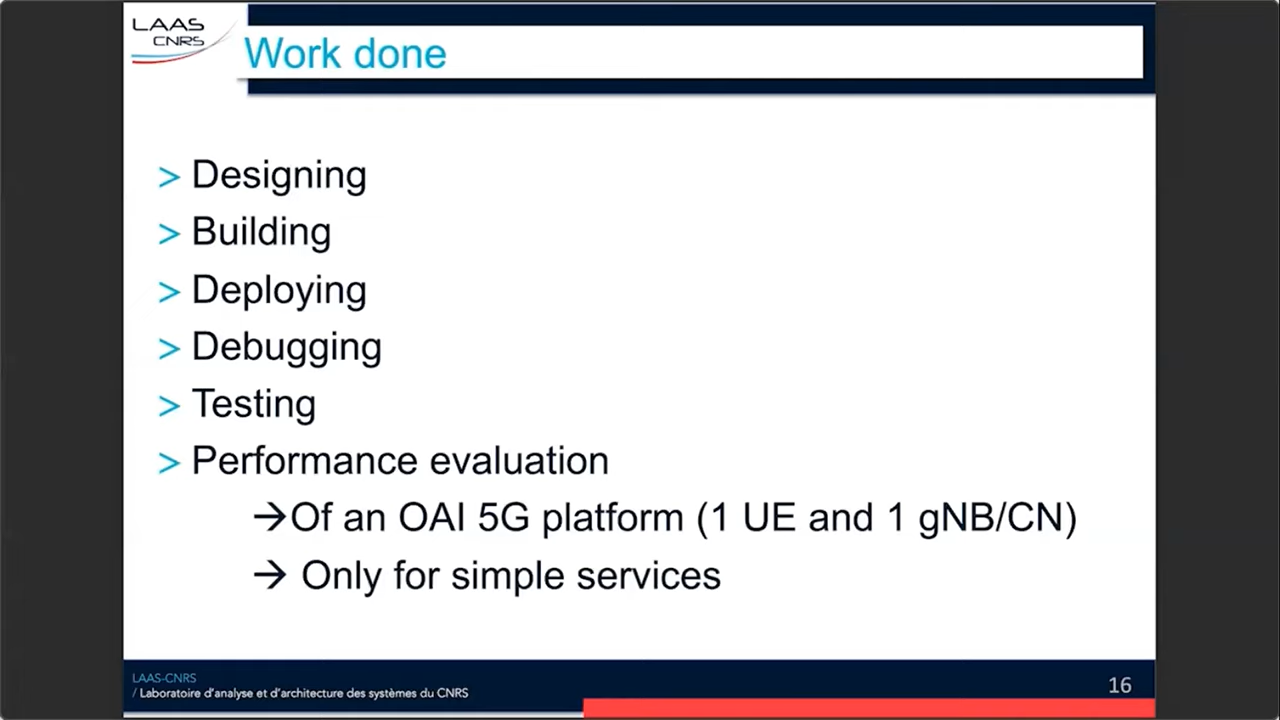 LAAS
CNRS
Work done
> Designing
> Building
> Deploying
> Debugging
> Testing
> Performance evaluation
→Of an OAI 5G platform (1 UE and 1 gNB/CN)
→ Only for simple services
LAAS-CNRS
/ Laboratoire d'analyse et d'architecture des systèmes du CNRS
16